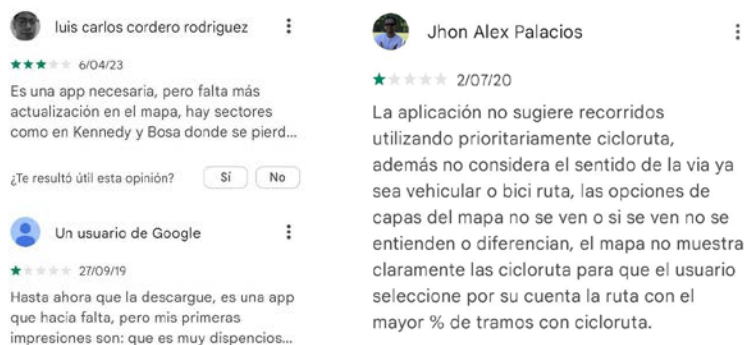 luis carlos cordero rodriguez
6/04/23
Es una app necesaria, pero falta más
actualización en el mapa, hay sectores
como en Kennedy y Bosa donde se pierd...
¿Te resultó útil esta opinión?
Sí
No
Un usuario de Google
27/09/19
Hasta ahora que la descargue, es una app
que hacia falta, pero mis primeras
impresiones son: que es muy dispencios...
Jhon Alex Palacios
2/07/20
La aplicación no sugiere recorridos
utilizando prioritariamente cicloruta,
además no considera el sentido de la via ya
sea vehicular o bici ruta, las opciones de
capas del mapa no se ven o si se ven no se
entienden o diferencian, el mapa no muestra
claramente las cicloruta para que el usuario
seleccione por su cuenta la ruta con el
mayor % de tramos con cicloruta.